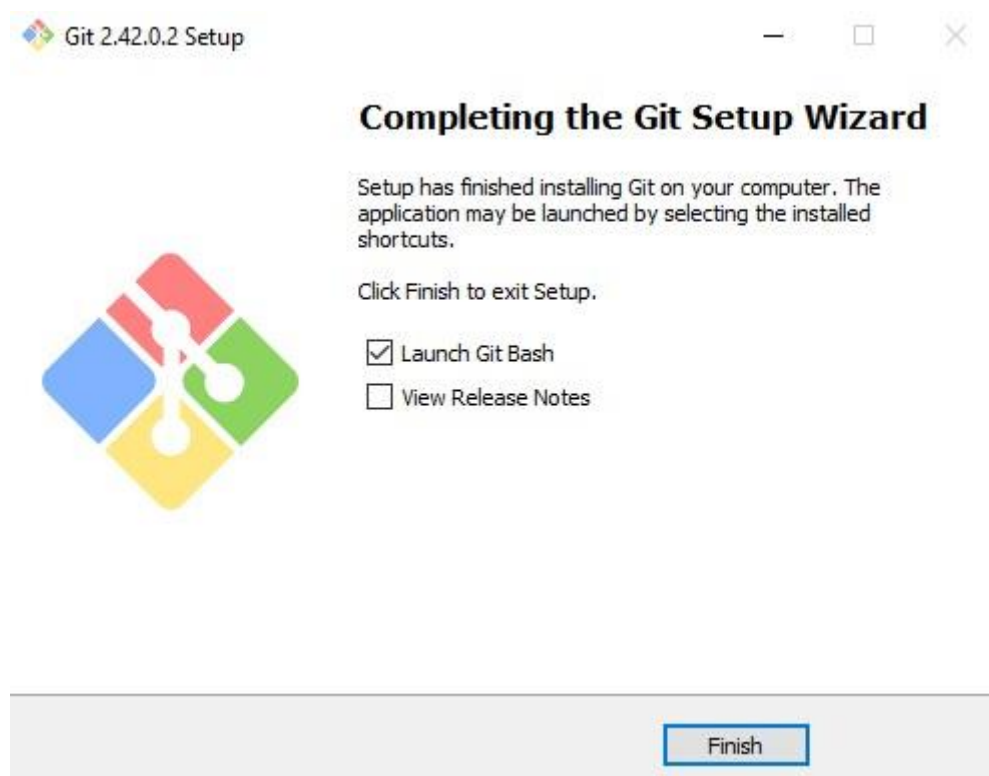 Git 2.42.0.2 Setup
Completing the Git Setup Wizard
Setup has finished installing Git on your computer. The
application may be launched by selecting the installed
shortcuts.
Click Finish to exit Setup.
Launch Git Bash
View Release Notes
Finish